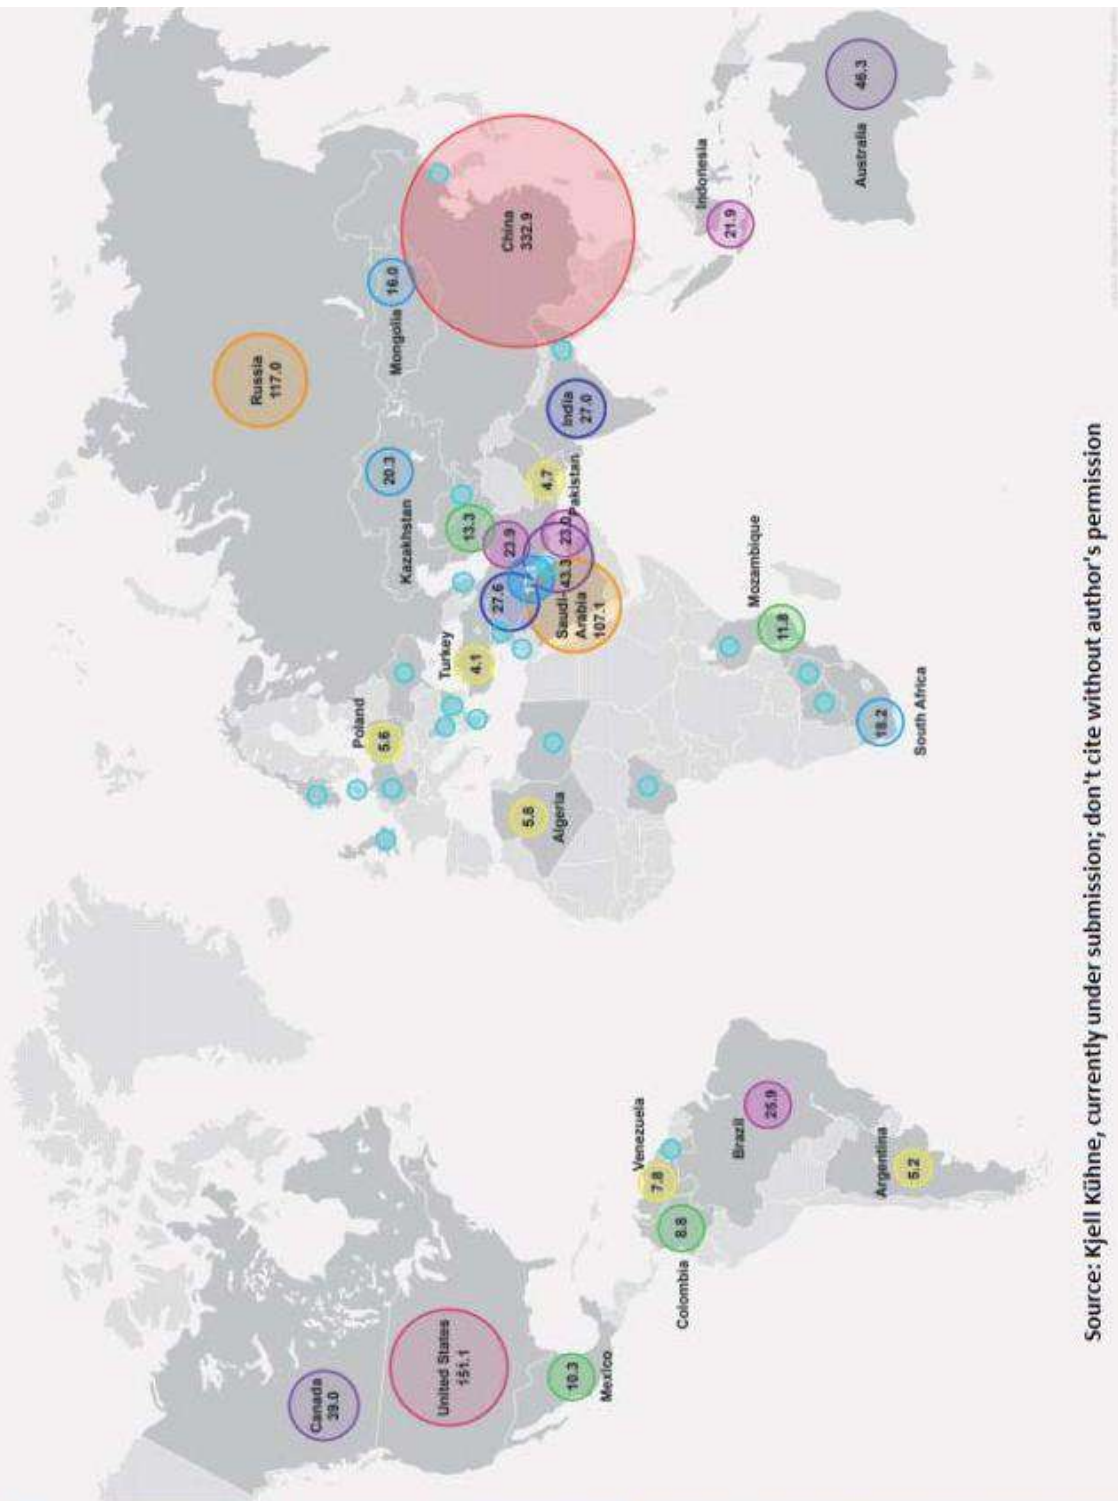 Canada
39.0
United States
151.1
10.3
Mexico
Colombia
8.8
Venezuela
7.8
Brazil
25.9
Argentina
5.2
Poland
5.6
Turkey
4.1
5.8
Algeria
Russia
117.0
Kazakhstan
20.3
Mongolia
16.0
China
332.9
13.3
23.9
27.6
43.3
23.0
Saudi-
Arabia
107.1
4.7
Pakistan
India
27.0
Mozambique
11.8
18.2
South Africa
Indonesia
21.9
Australia
46.3
Source: Kjell Kühne, currently under submission; don't cite without author's permission